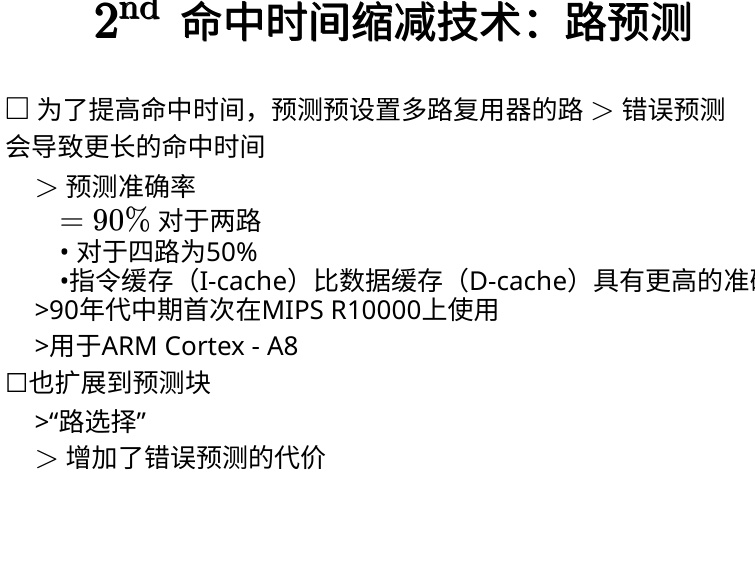 2nd 命中时间缩减技术：路预测
□ 为了提高命中时间，预测预设置多路复用器的路 > 错误预测
会导致更长的命中时间
> 预测准确率
= 90% 对于两路
• 对于四路为50%
•指令缓存（I-cache）比数据缓存（D-cache）具有更高的准
>90年代中期首次在MIPS R10000上使用
>用于ARM Cortex - A8
□也扩展到预测块
>“路选择”
> 增加了错误预测的代价